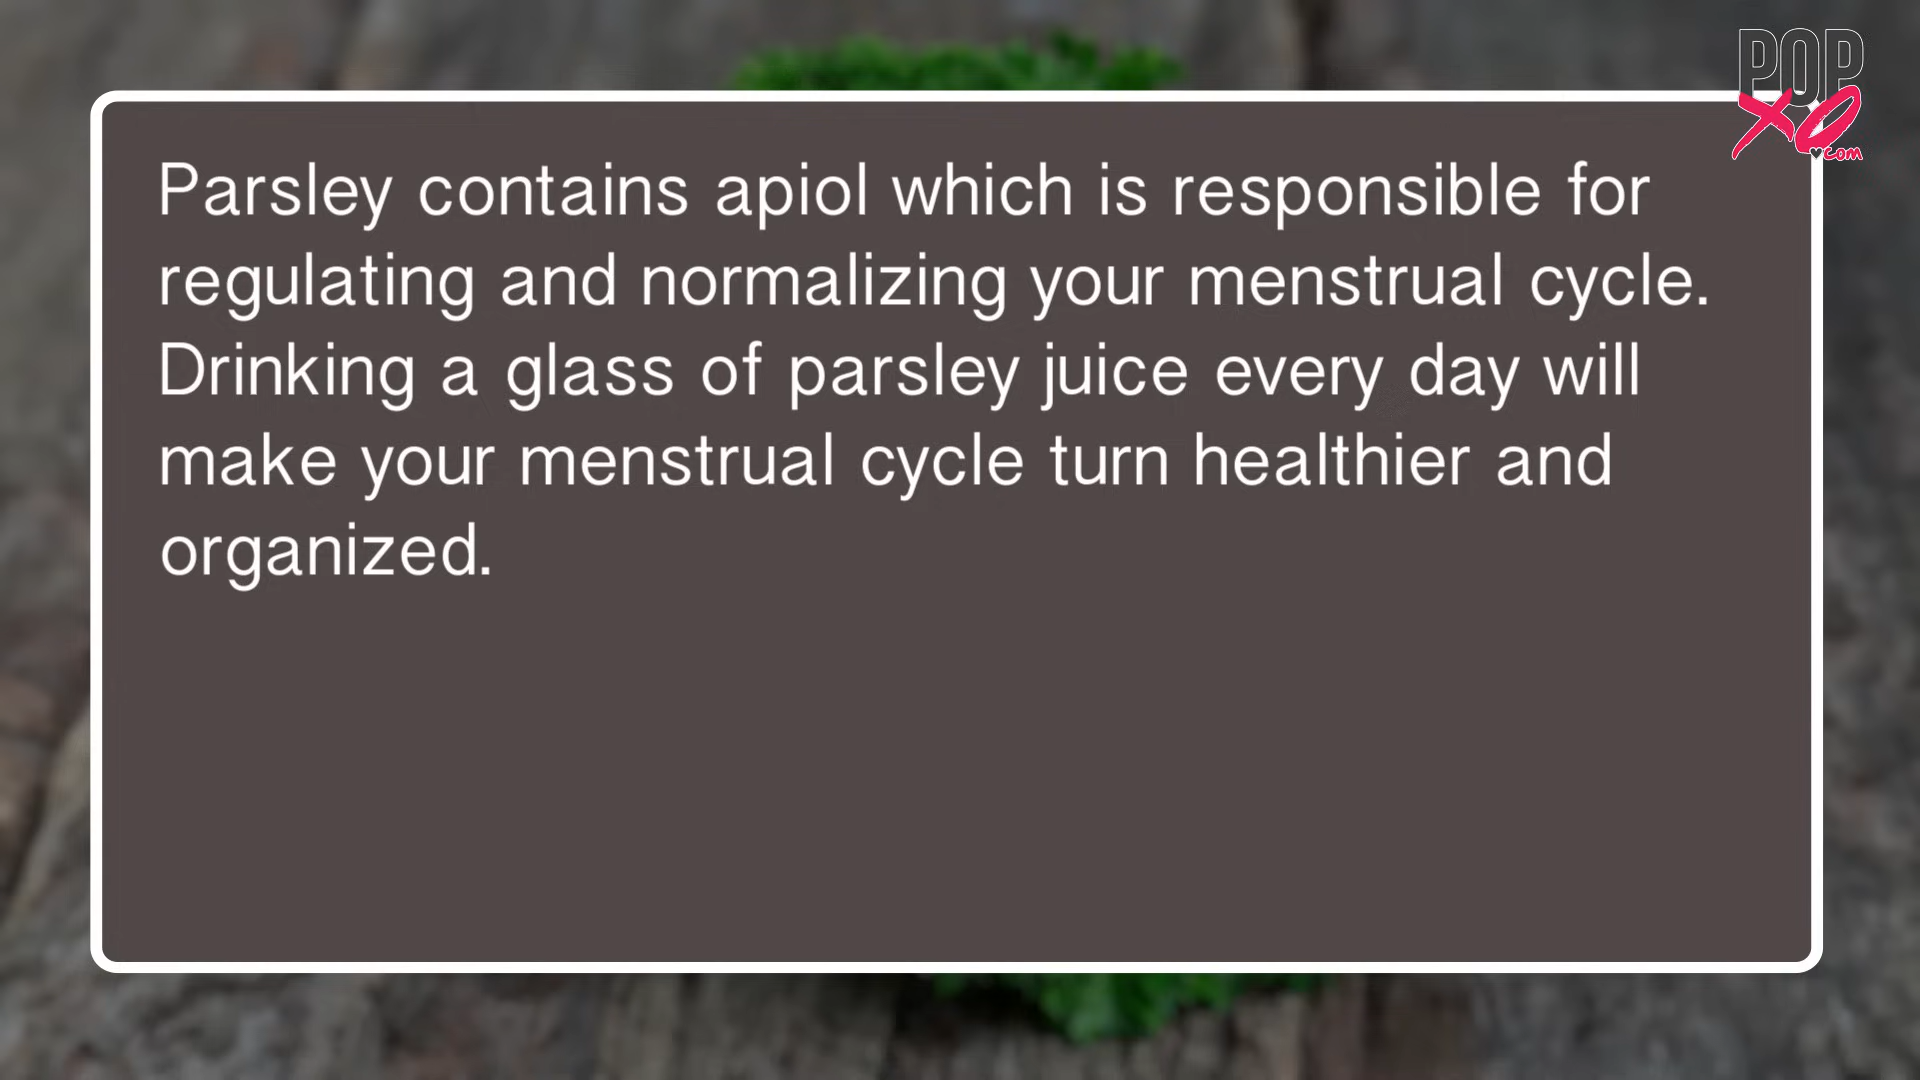 POP
XO
.com
Parsley contains apiol which is responsible for
regulating and normalizing your menstrual cycle.
Drinking a glass of parsley juice every day will
make your menstrual cycle turn healthier and
organized.